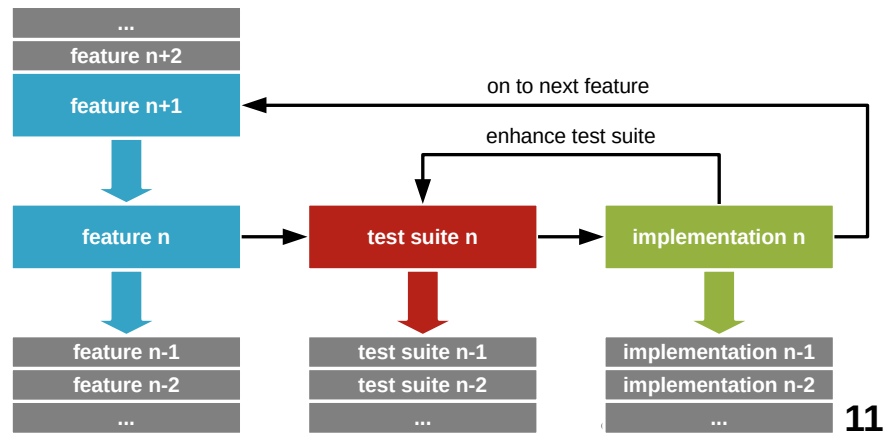 ...
feature n+2
feature n+1
on to next feature
enhance test suite
feature n
test suite n
implementation n
feature n-1
test suite n-1
implementation n-1
feature n-2
test suite n-2
implementation n-2
...
...
...
11